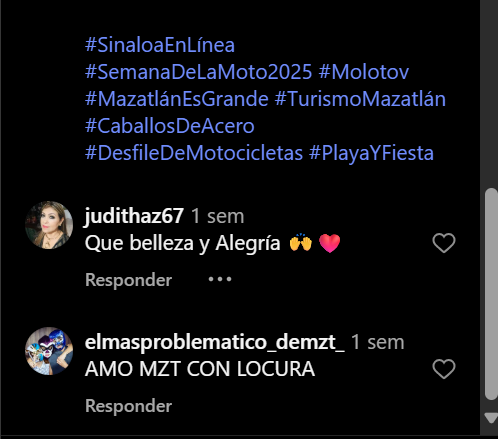 #SinaloaEnLínea
#SemanaDeLaMoto2025 #Molotov
#MazatlánEsGrande #TurismoMazatlán
#CaballosDeAcero
#DesfileDeMotocicletas #PlayaYFiesta
judithaz67 1 sem
Que belleza y Alegría 🙌 ❤️
Responder ...
elmasproblematico_demzt_ 1 sem
AMO MZT CON LOCURA
Responder